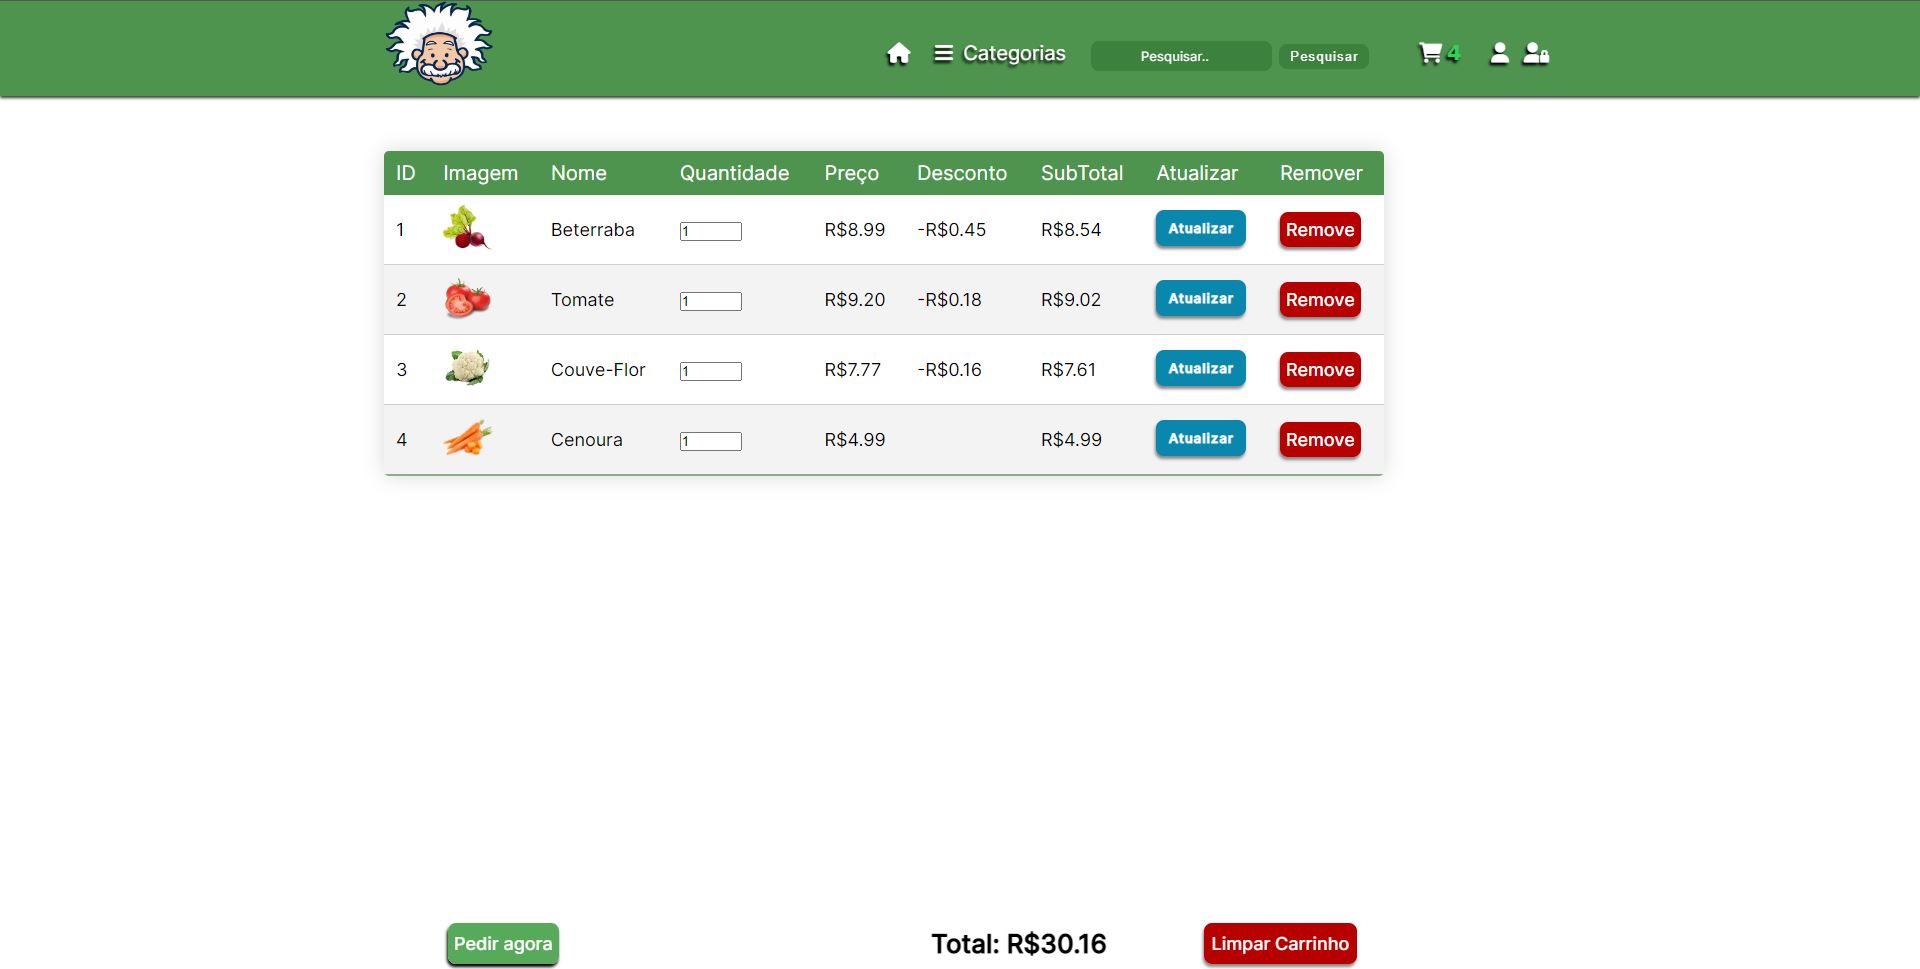 Categorias Pesquisar.. Pesquisar 4
ID Imagem Nome Quantidade Preço Desconto SubTotal Atualizar Remover
1 Beterraba 1 R$8.99 -R$0.45 R$8.54 Atualizar Remove
2 Tomate 1 R$9.20 -R$0.18 R$9.02 Atualizar Remove
3 Couve-Flor 1 R$7.77 -R$0.16 R$7.61 Atualizar Remove
4 Cenoura 1 R$4.99 R$4.99 Atualizar Remove
Pedir agora Total: R$30.16 Limpar Carrinho